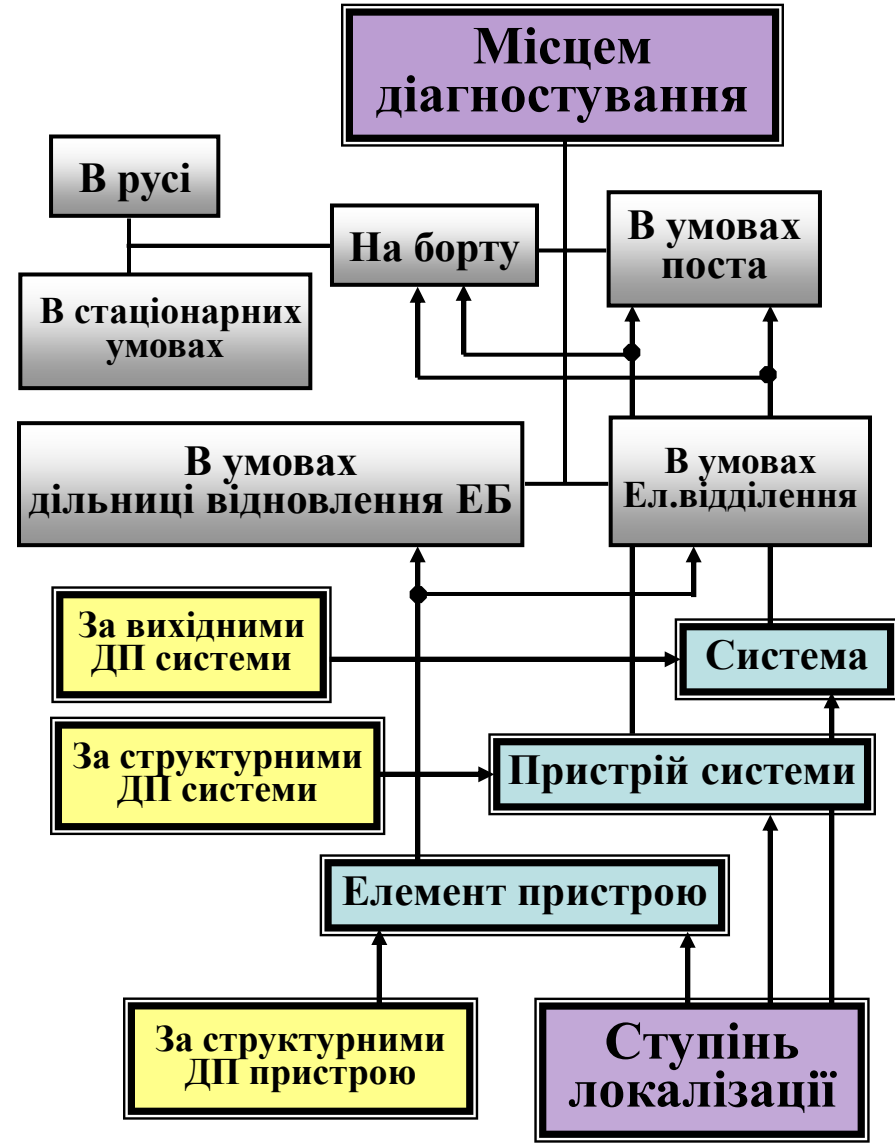 Місцем
діагностування
В русі
На борту
В умовах
поста
В стаціонарних
умовах
В умовах
дільниці відновлення ЕБ
В умовах
Ел.відділення
За вихідними
ДП системи
Система
За структурними
ДП системи
Пристрій системи
Елемент пристрою
За структурними
ДП пристрою
Ступінь
локалізації